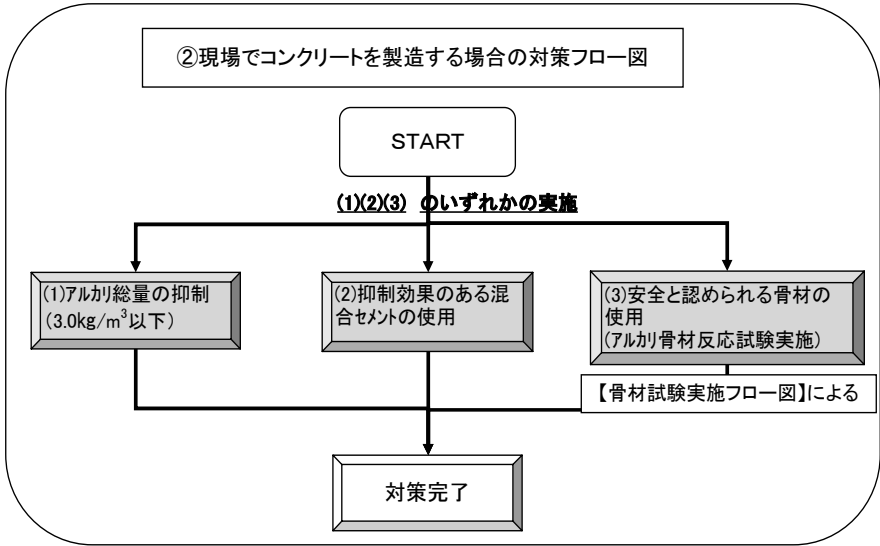 ②現場でコンクリートを製造する場合の対策フロー図
START
(1)(2)(3) のいずれかの実施
(1)アルカリ総量の抑制
(3.0kg/m³以下)
(2)抑制効果のある混
合セメントの使用
(3)安全と認められる骨材の
使用
(アルカリ骨材反応試験実施)
【骨材試験実施フロー図】による
対策完了